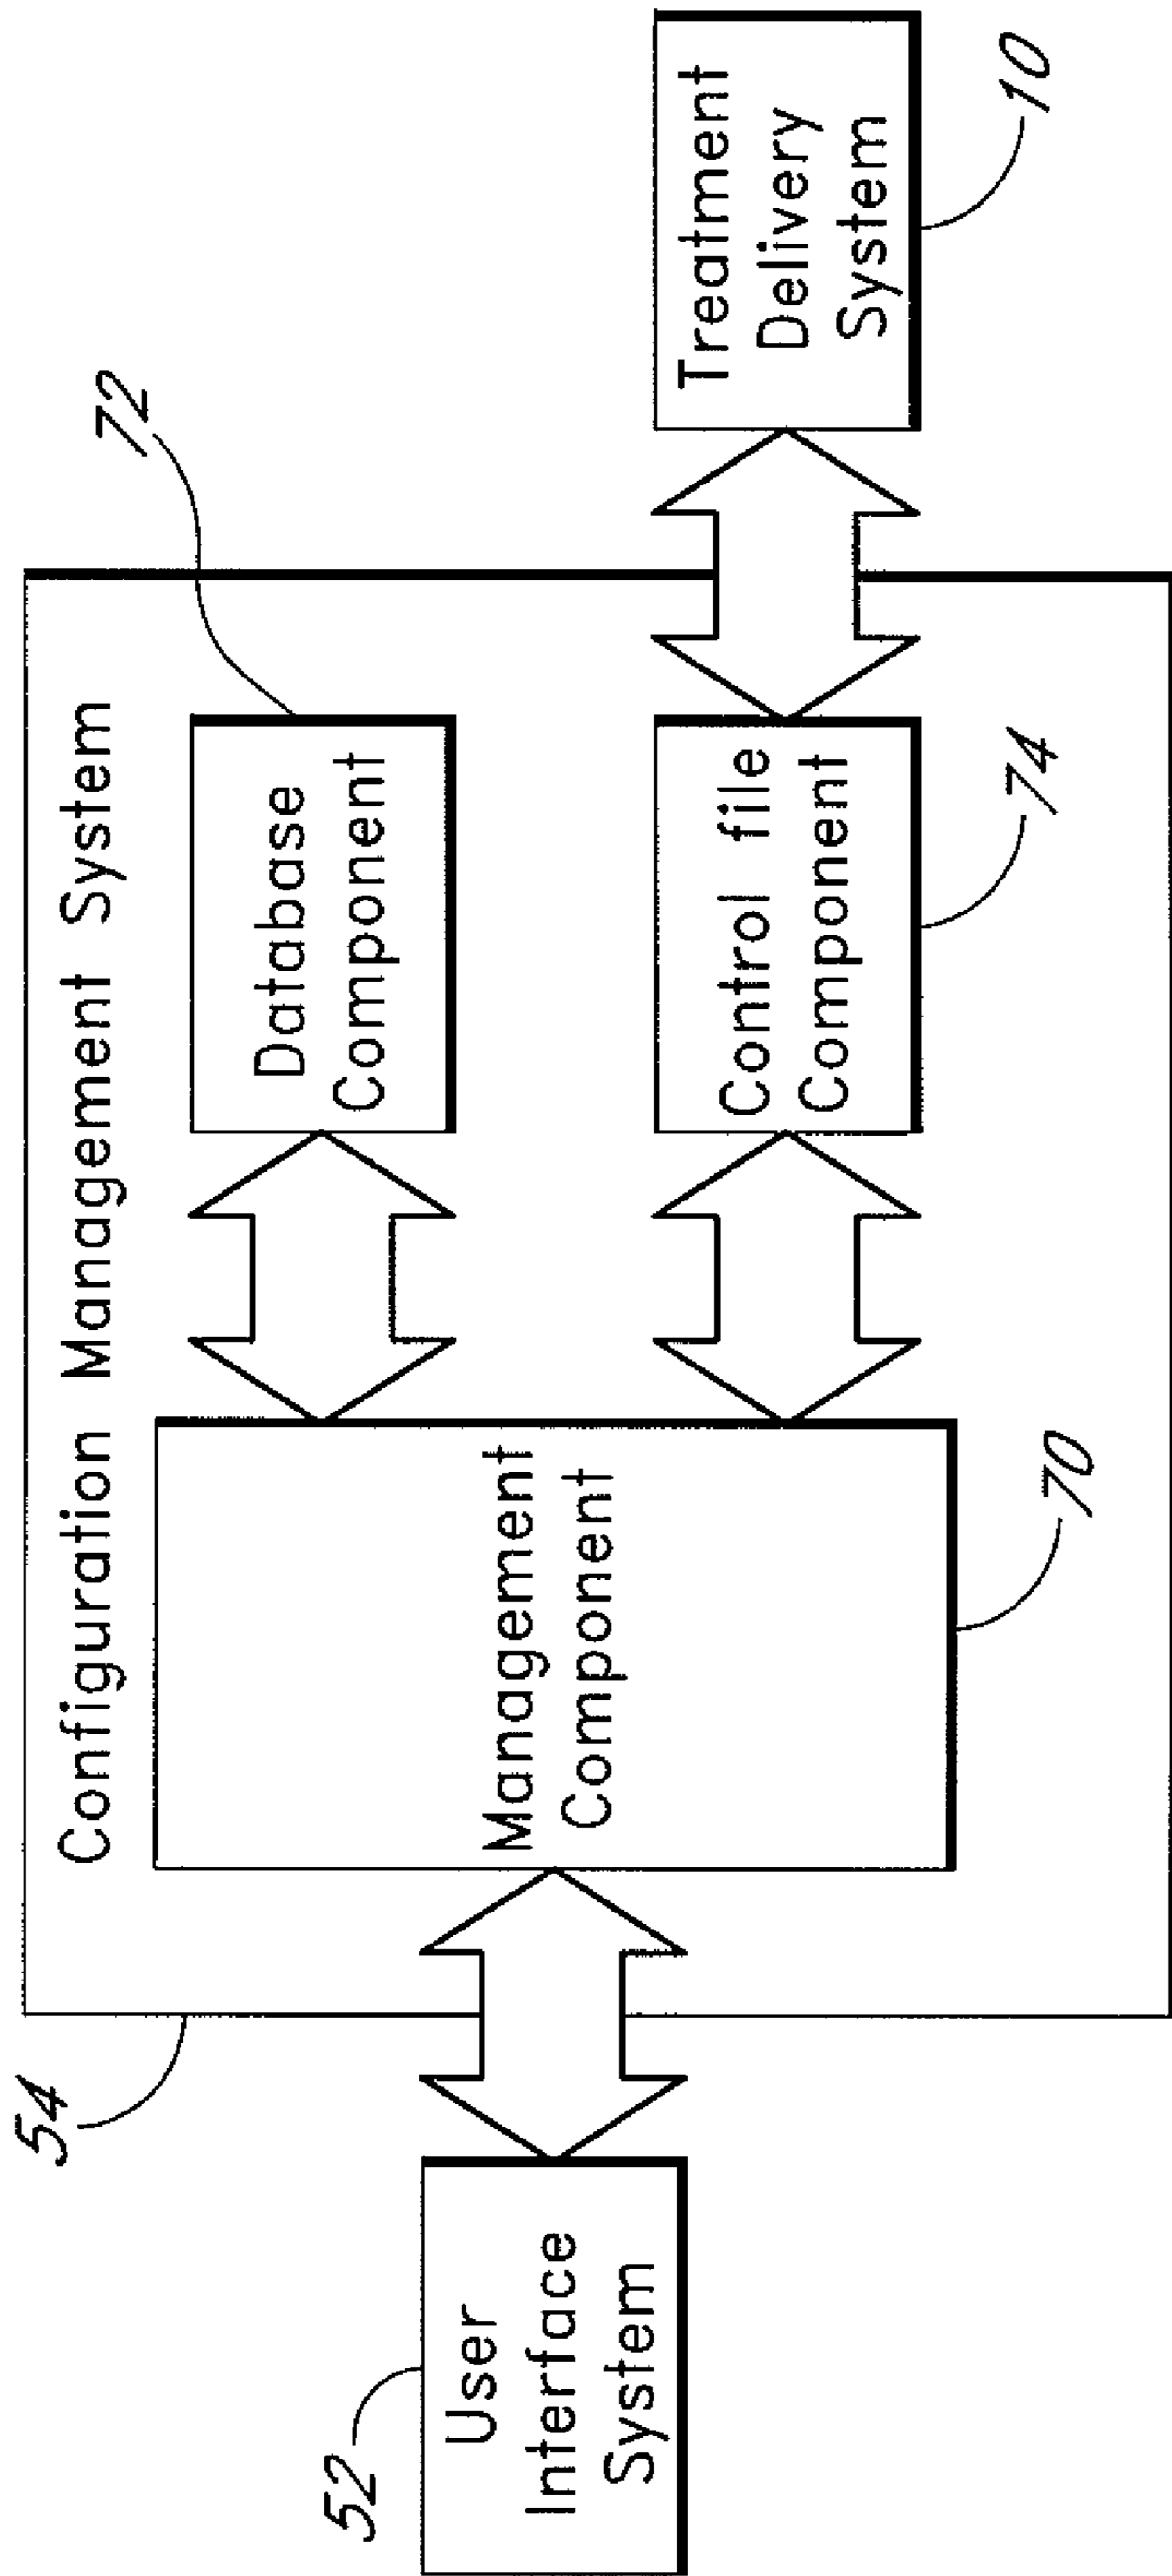 54
Configuration Management System
72
52
User
Interface
System
Management
Component
70
Database
Component
Control file
Component
74
Treatment
Delivery
System
10